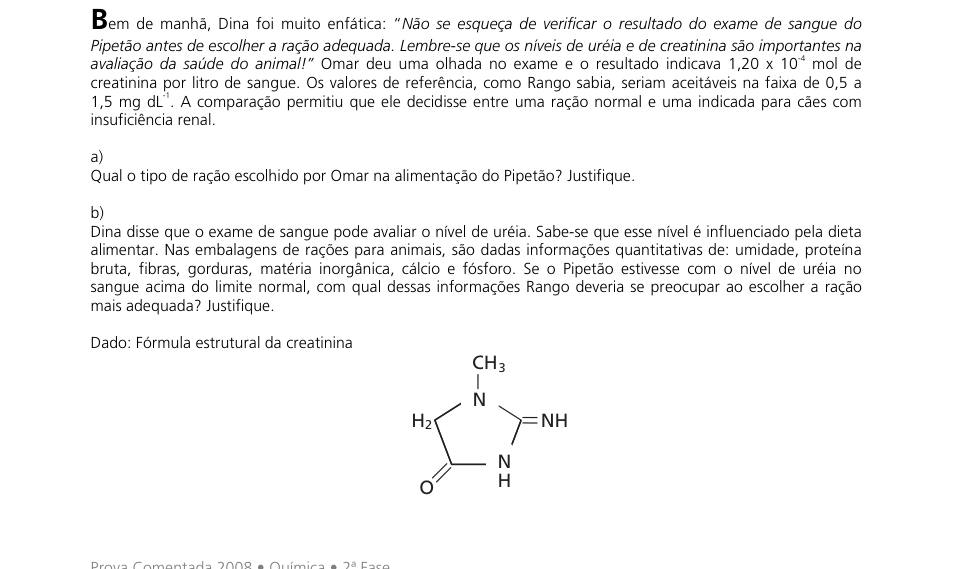 Bem de manhã, Dina foi muito enfática: “Não se esqueça de verificar o resultado do exame de sangue do
Pipetão antes de escolher a ração adequada. Lembre-se que os níveis de uréia e de creatinina são importantes na
avaliação da saúde do animal!” Omar deu uma olhada no exame e o resultado indicava 1,20 x 10⁻⁴ mol de
creatinina por litro de sangue. Os valores de referência, como Rango sabia, seriam aceitáveis na faixa de 0,5 a
1,5 mg dL⁻¹. A comparação permitiu que ele decidisse entre uma ração normal e uma indicada para cães com
insuficiência renal.
a)
Qual o tipo de ração escolhido por Omar na alimentação do Pipetão? Justifique.
b)
Dina disse que o exame de sangue pode avaliar o nível de uréia. Sabe-se que esse nível é influenciado pela dieta
alimentar. Nas embalagens de rações para animais, são dadas informações quantitativas de: umidade, proteína
bruta, fibras, gorduras, matéria inorgânica, cálcio e fósforo. Se o Pipetão estivesse com o nível de uréia no
sangue acima do limite normal, com qual dessas informações Rango deveria se preocupar ao escolher a ração
mais adequada? Justifique.
Dado: Fórmula estrutural da creatinina
CH₃
N
H₂ NH
N
H
O
Prova Comentada 2008 • Química • 2ª Fase